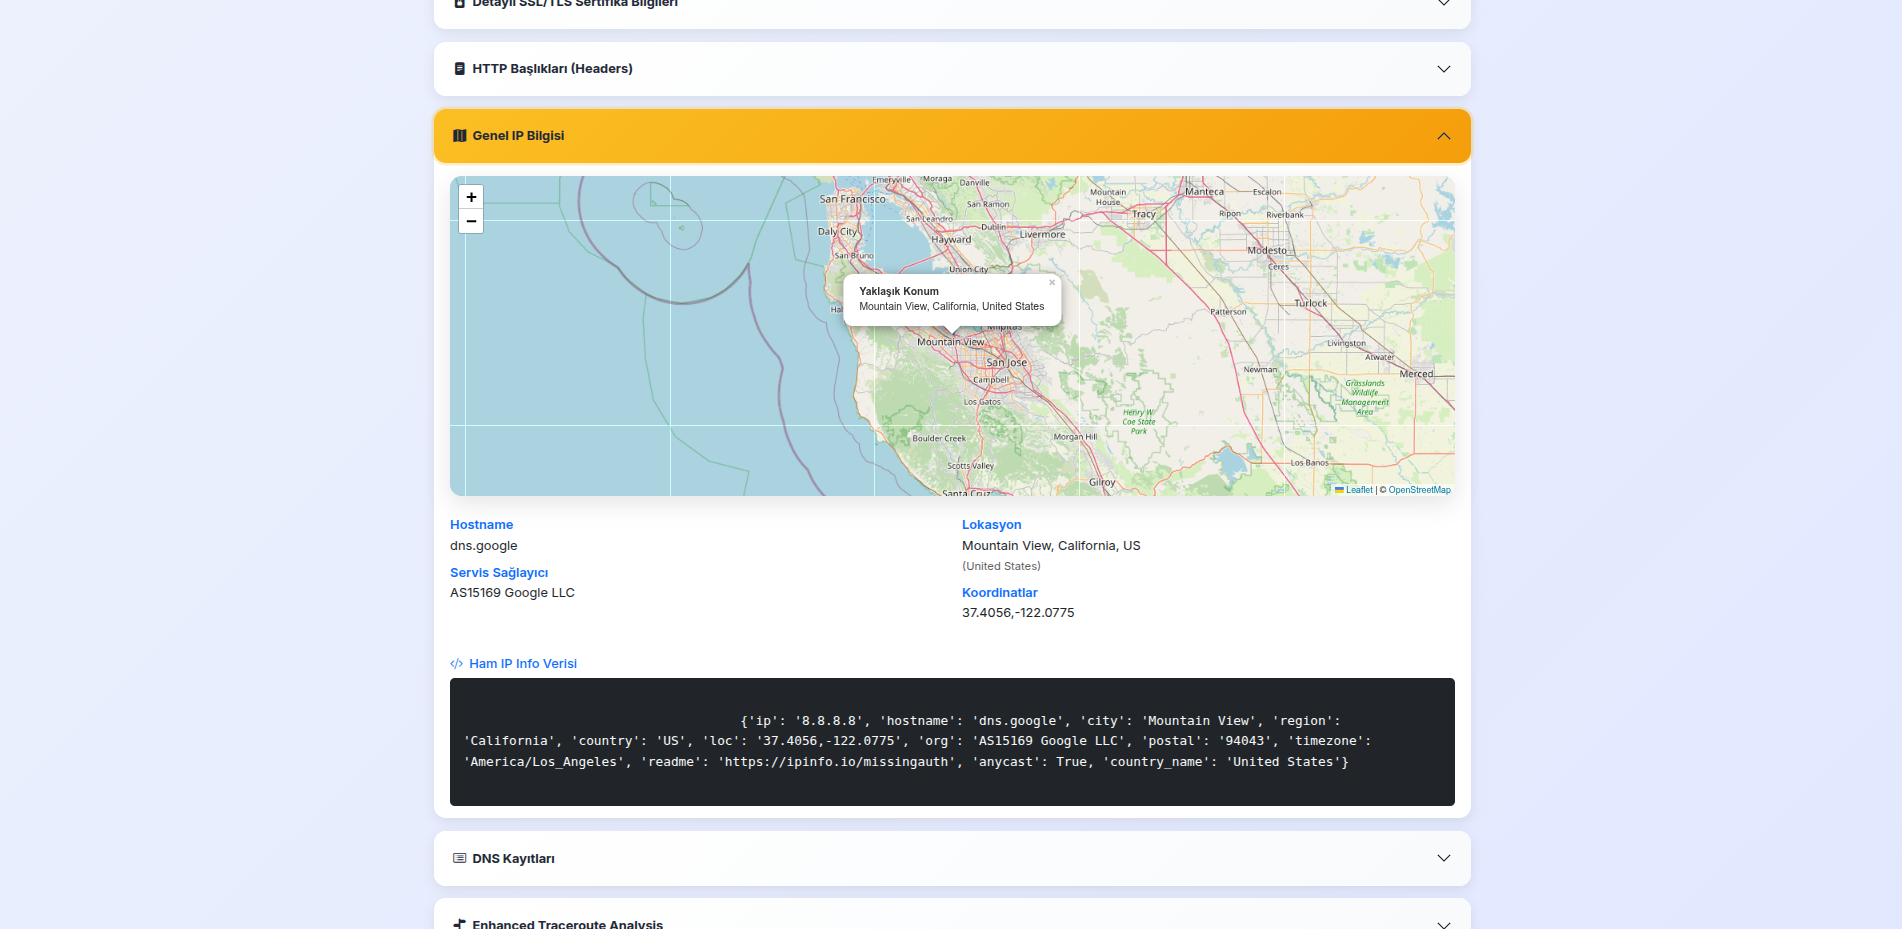 Detaylı SSL/TLS Sertifika Bilgileri
HTTP Başlıkları (Headers)
Genel IP Bilgisi
+
−
Emeryville
Moraga
Danville
San Francisco
San Ramon
San Leandro
Daly City
Dublin
Hayward
Livermore
San Bruno
Union City
Mountain
House
Manteca
Escalon
Tracy
Ripon
Riverbank
Modesto
Ceres
Turlock
Patterson
Yaklaşık Konum
×
Mountain View, California, United States
Milpitas
Mountain View
San Jose
Campbell
Los Gatos
Livingston
Atwater
Newman
Merced
Grasslands
Wildlife
Management
Area
Henry W.
Coe State
Park
Boulder Creek
Morgan Hill
Scotts Valley
Los Banos
Gilroy
Santa Cruz
Leaflet | © OpenStreetMap
Hostname
dns.google
Servis Sağlayıcı
AS15169 Google LLC
Lokasyon
Mountain View, California, US
(United States)
Koordinatlar
37.4056,-122.0775
</> Ham IP Info Verisi
{'ip': '8.8.8.8', 'hostname': 'dns.google', 'city': 'Mountain View', 'region':
'California', 'country': 'US', 'loc': '37.4056,-122.0775', 'org': 'AS15169 Google LLC', 'postal': '94043', 'timezone':
'America/Los_Angeles', 'readme': 'https://ipinfo.io/missingauth', 'anycast': True, 'country_name': 'United States'}
DNS Kayıtları
Enhanced Traceroute Analysis